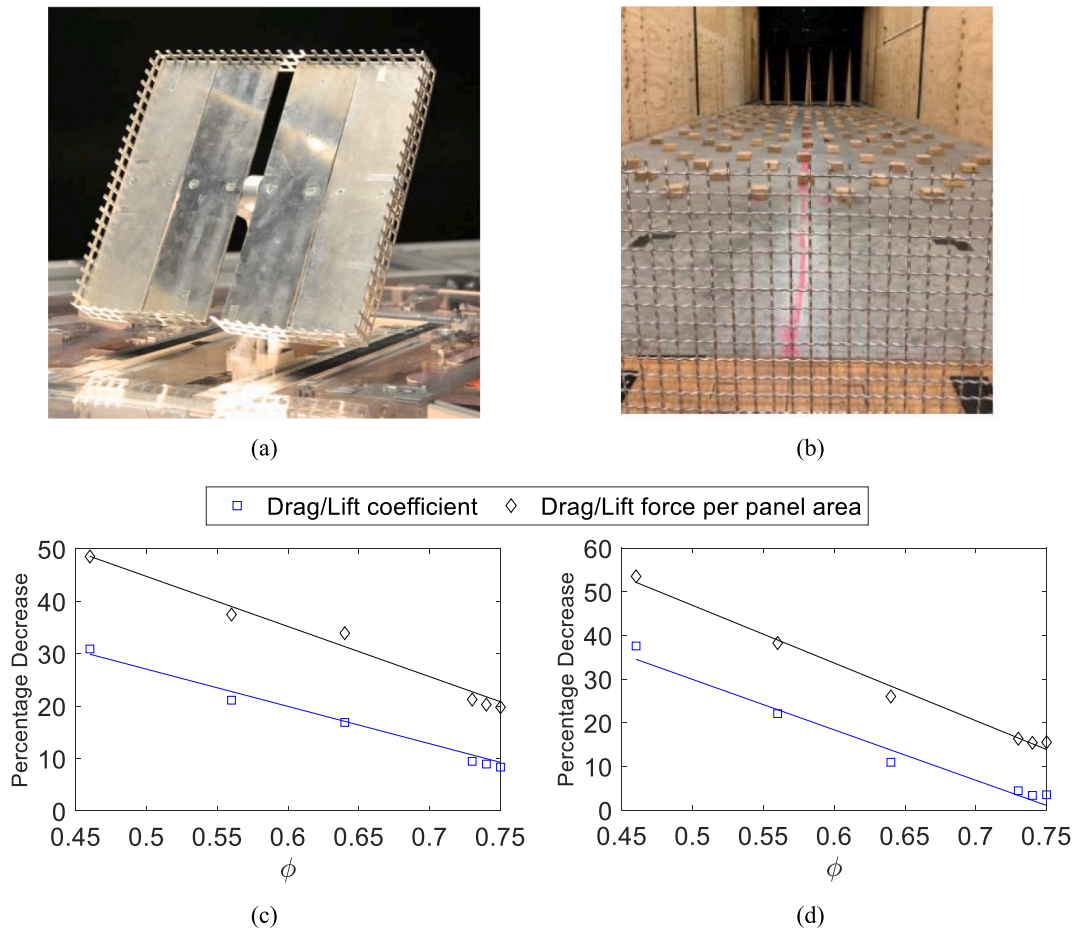 (a)
(b)
Drag/Lift coefficient
Drag/Lift force per panel area
Percentage Decrease
50
40
30
20
10
0
0.45
0.5
0.55
0.6
0.65
0.7
0.75
ϕ
(c)
Percentage Decrease
60
50
40
30
20
10
0
0.45
0.5
0.55
0.6
0.65
0.7
0.75
ϕ
(d)